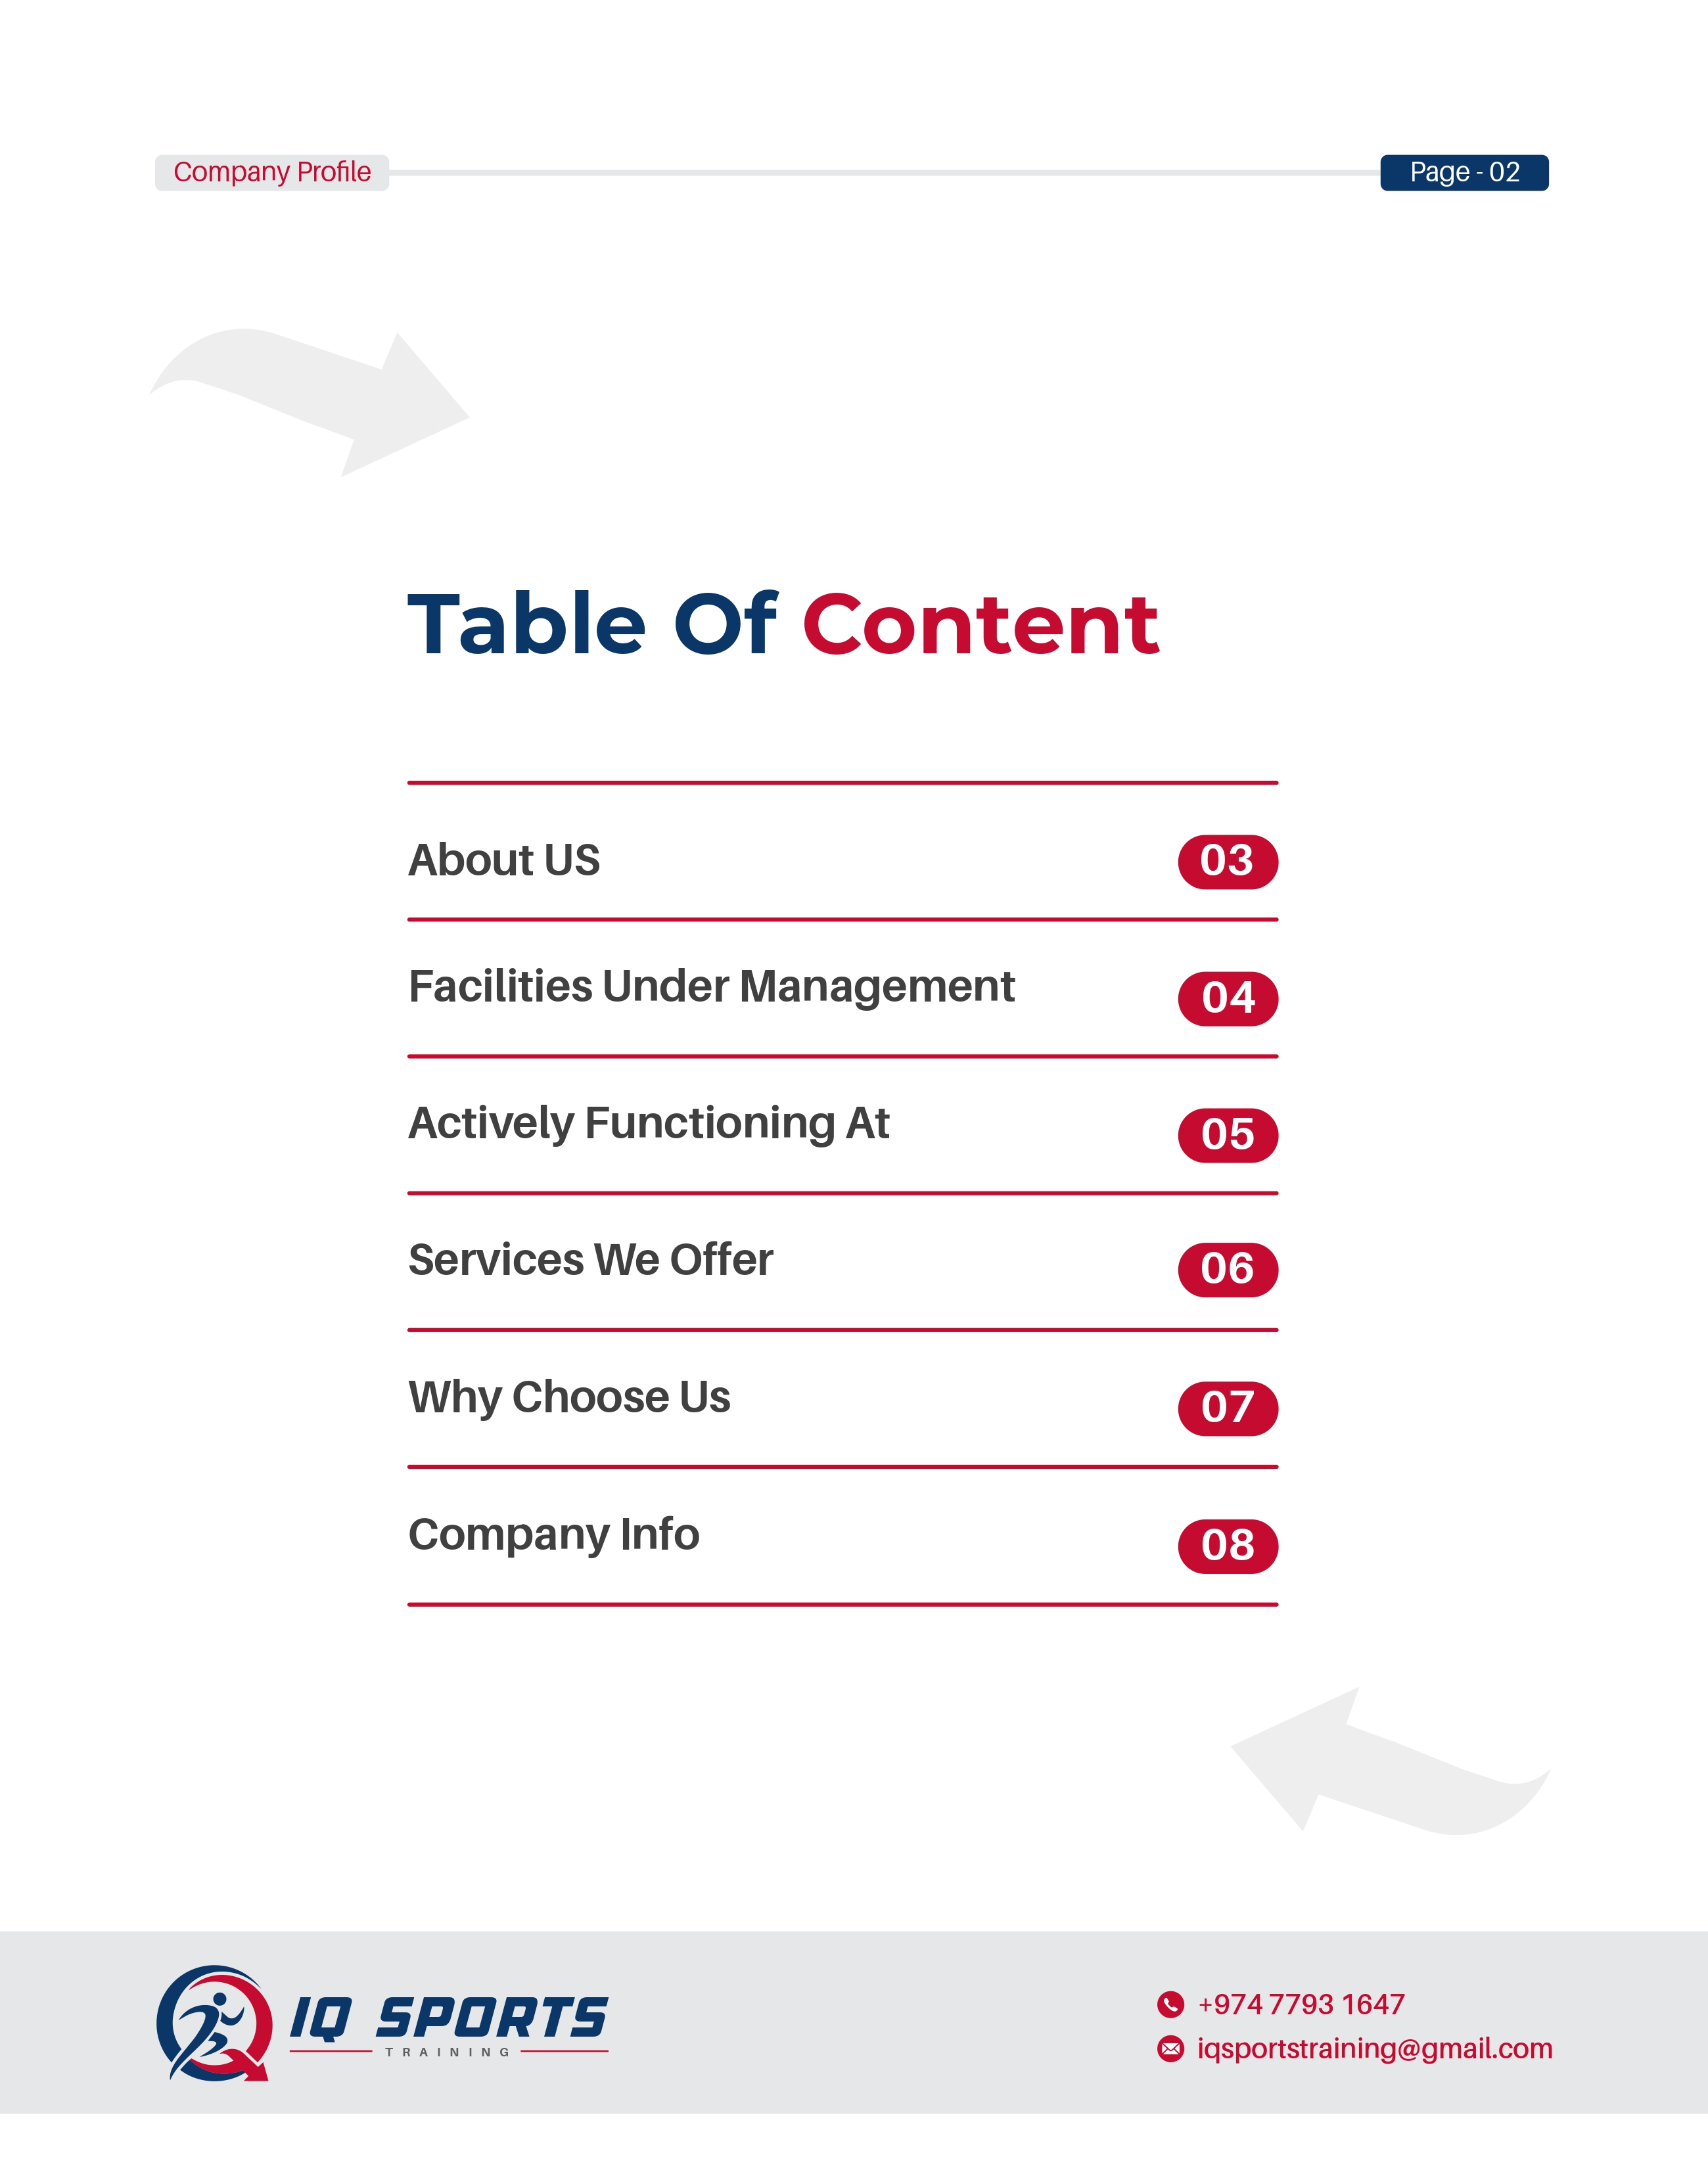 Company Profile
Page - 02
Table Of Content
About US
03
Facilities Under Management
04
Actively Functioning At
05
Services We Offer
06
Why Choose Us
07
Company Info
08
IQ SPORTS
TRAINING
+974 7793 1647
iqsportstraining@gmail.com